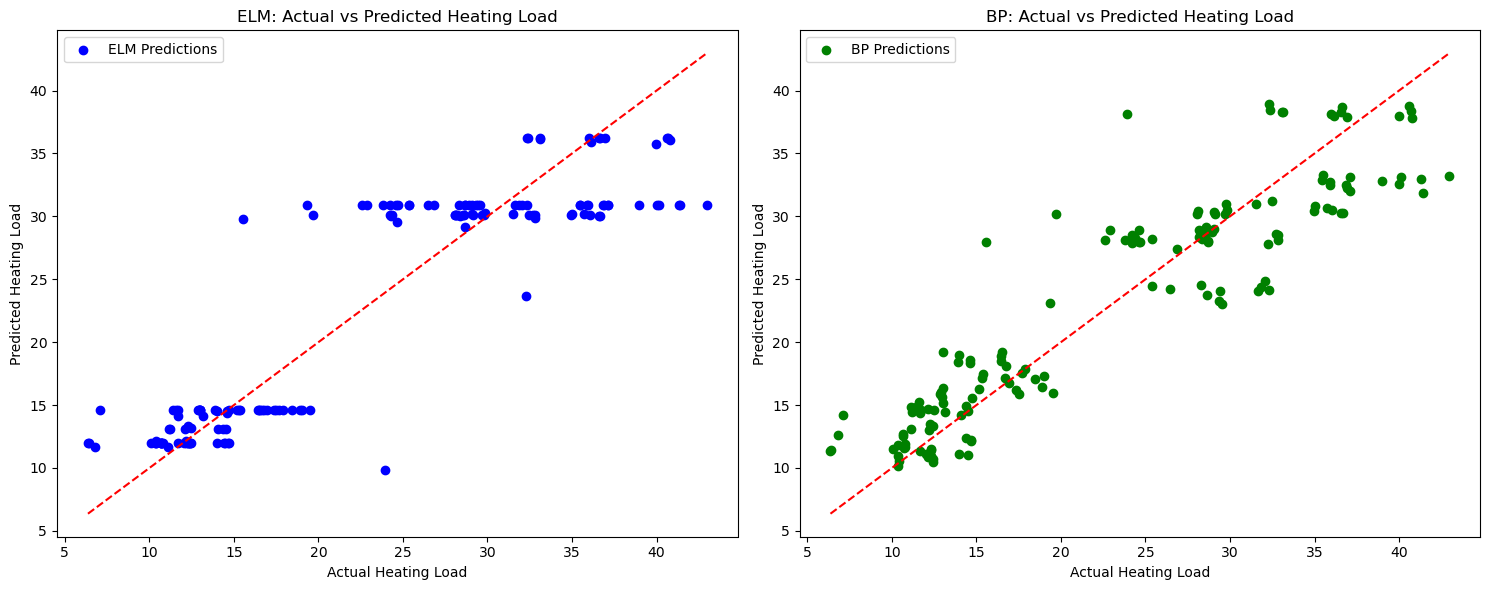 ELM: Actual vs Predicted Heating Load
ELM Predictions
Predicted Heating Load
40
35
30
25
20
15
10
5
5 10 15 20 25 30 35 40
Actual Heating Load
BP: Actual vs Predicted Heating Load
BP Predictions
Predicted Heating Load
40
35
30
25
20
15
10
5
5 10 15 20 25 30 35 40
Actual Heating Load